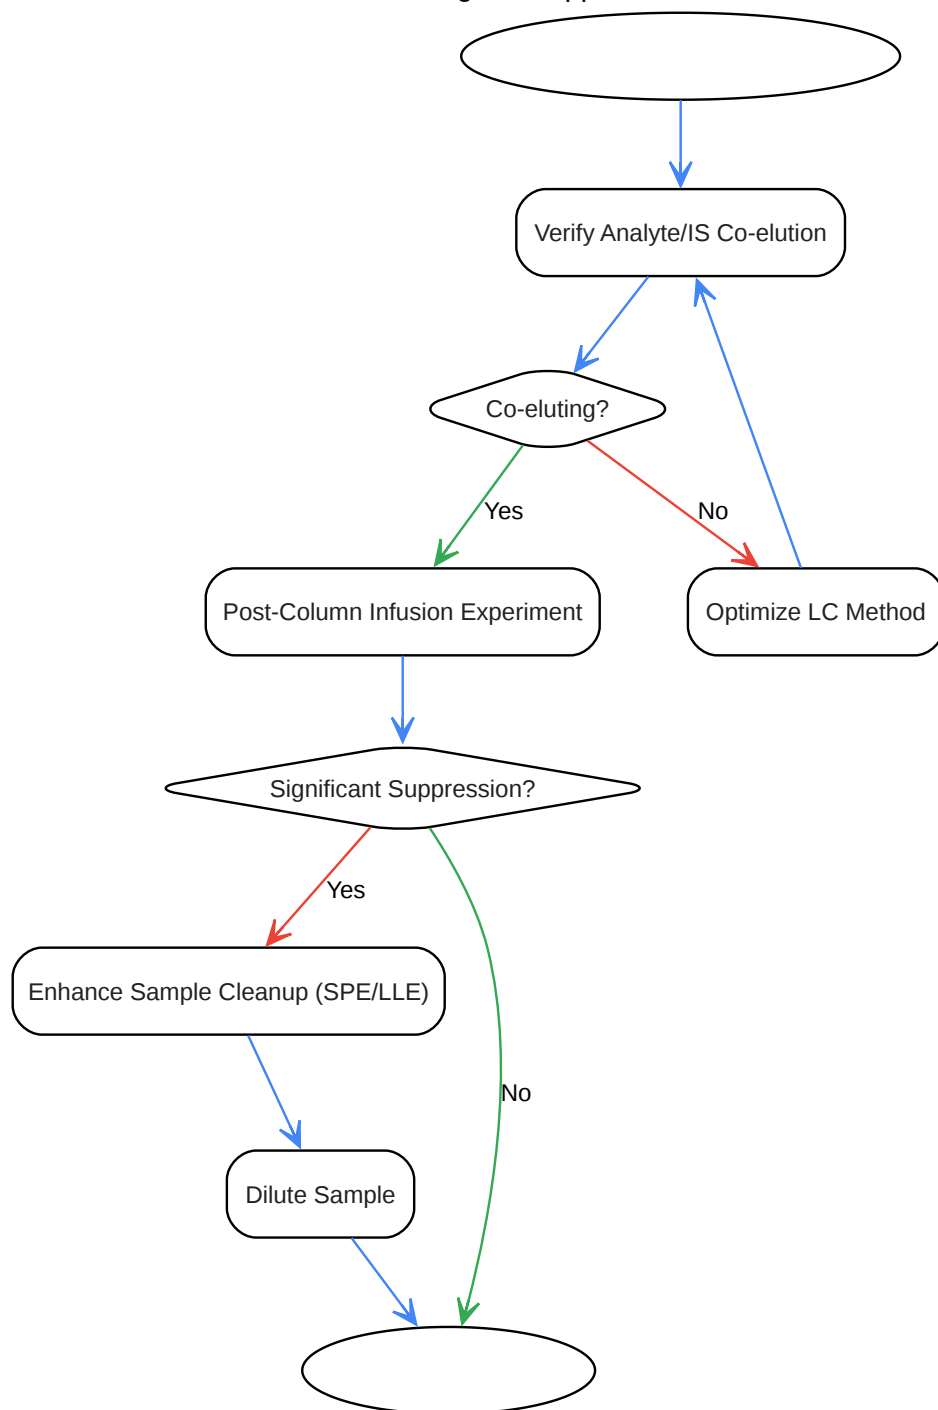 Verify Analyte/IS Co-elution
Co-eluting?
Yes
No
Post-Column Infusion Experiment
Optimize LC Method
Significant Suppression?
Yes
Enhance Sample Cleanup (SPE/LLE)
No
Dilute Sample